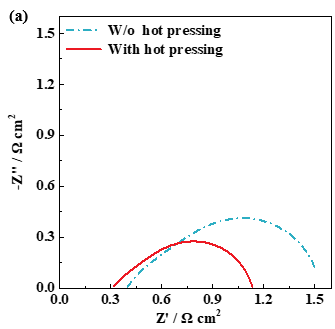 (a)
W/o hot pressing
With hot pressing
1.5
1.2
0.9
0.6
0.3
0.0
-Z'' / Ω cm²
0.0 0.3 0.6 0.9 1.2 1.5
Z' / Ω cm²